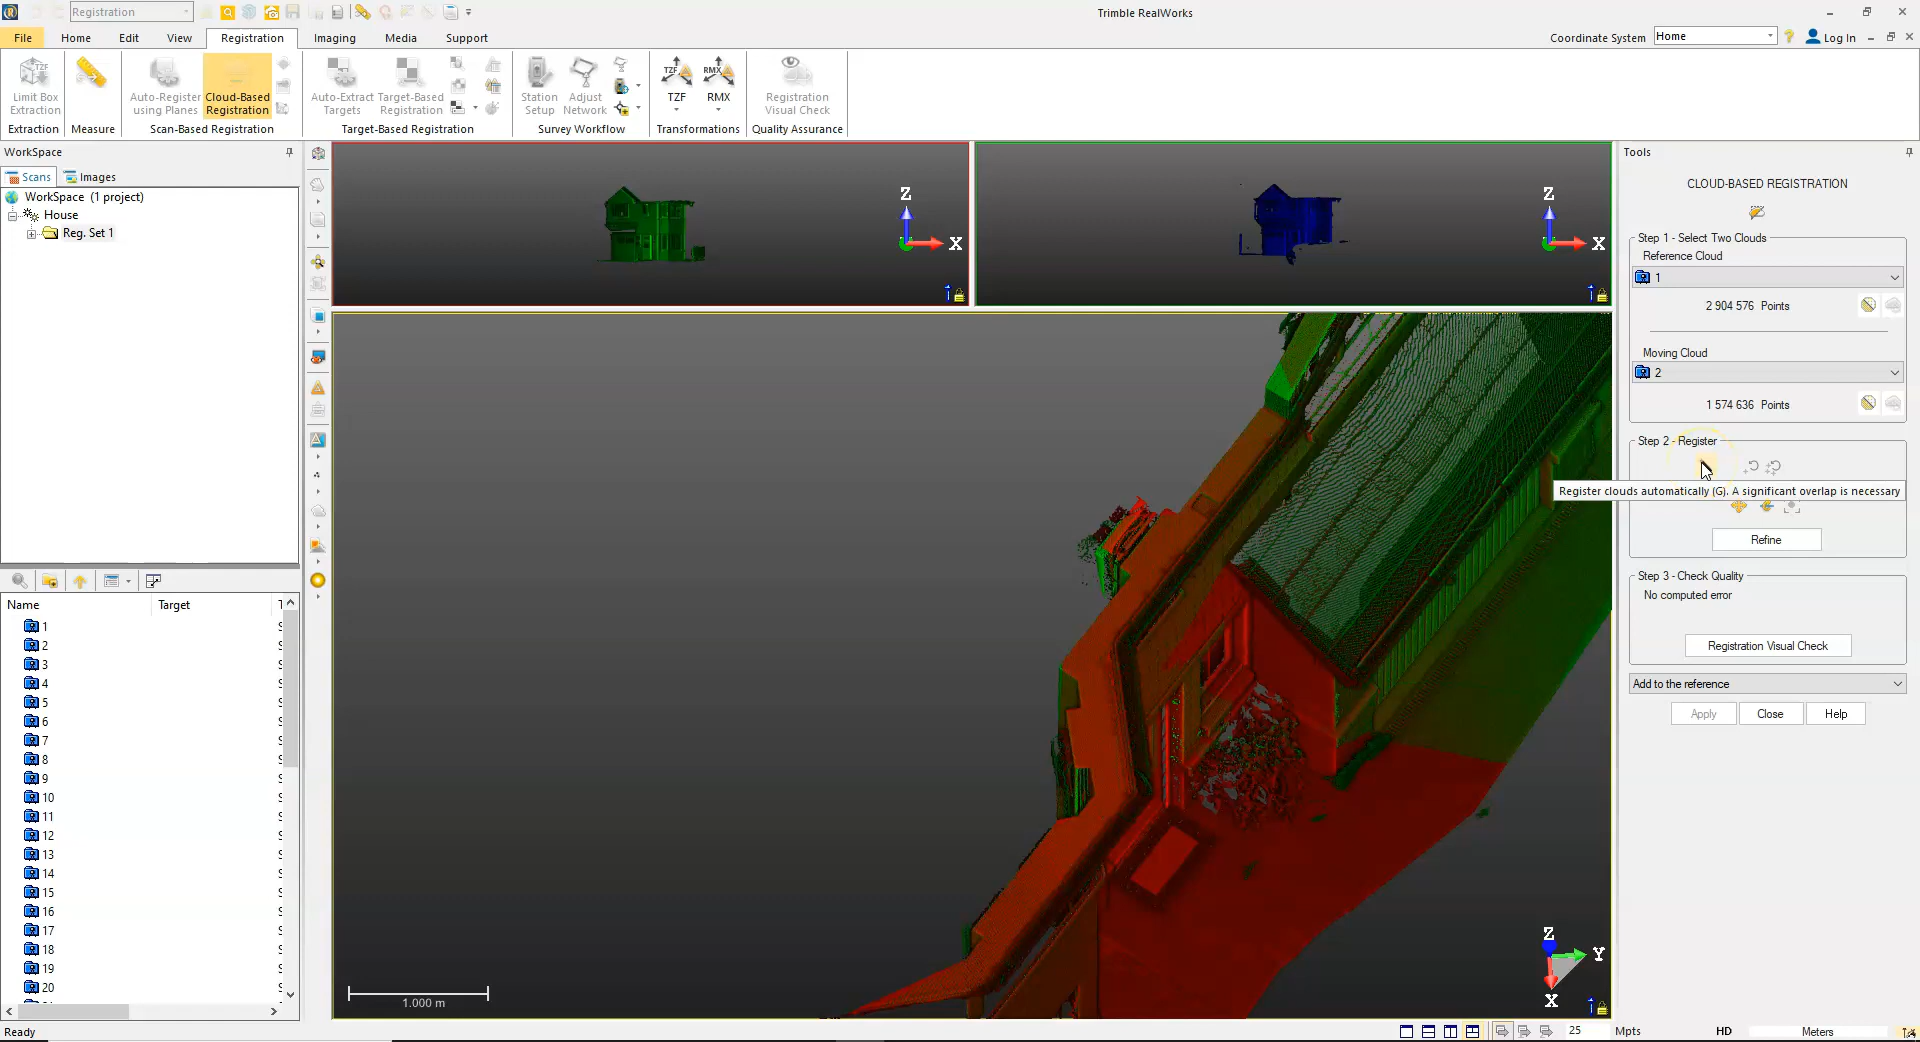 Registration
Trimble RealWorks
File
Home
Edit
View
Registration
Imaging
Media
Support
Coordinate System
Home
Log In
TZF
Limit Box
Extraction
Extraction
Measure
Auto-Register
using Planes
Cloud-Based
Registration
Scan-Based Registration
Auto-Extract
Targets
Target-Based
Registration
Target-Based Registration
Station
Setup
Adjust
Network
Survey Workflow
TZF
TZF
RMX
RMX
Transformations
Registration
Visual Check
Quality Assurance
WorkSpace
Scans
Images
WorkSpace (1 project)
House
Reg. Set 1
Name
Target
1
2
3
4
5
6
7
8
9
10
11
12
13
14
15
16
17
18
19
20
Z
X
Z
X
1.000 m
Z
Y
X
Tools
CLOUD-BASED REGISTRATION
Step 1 - Select Two Clouds
Reference Cloud
1
2 904 576 Points
Moving Cloud
2
1 574 636 Points
Step 2 - Register
Register clouds automatically (G). A significant overlap is necessary
Refine
Step 3 - Check Quality
No computed error
Registration Visual Check
Add to the reference
Apply
Close
Help
Ready
25
Mpts
HD
Meters